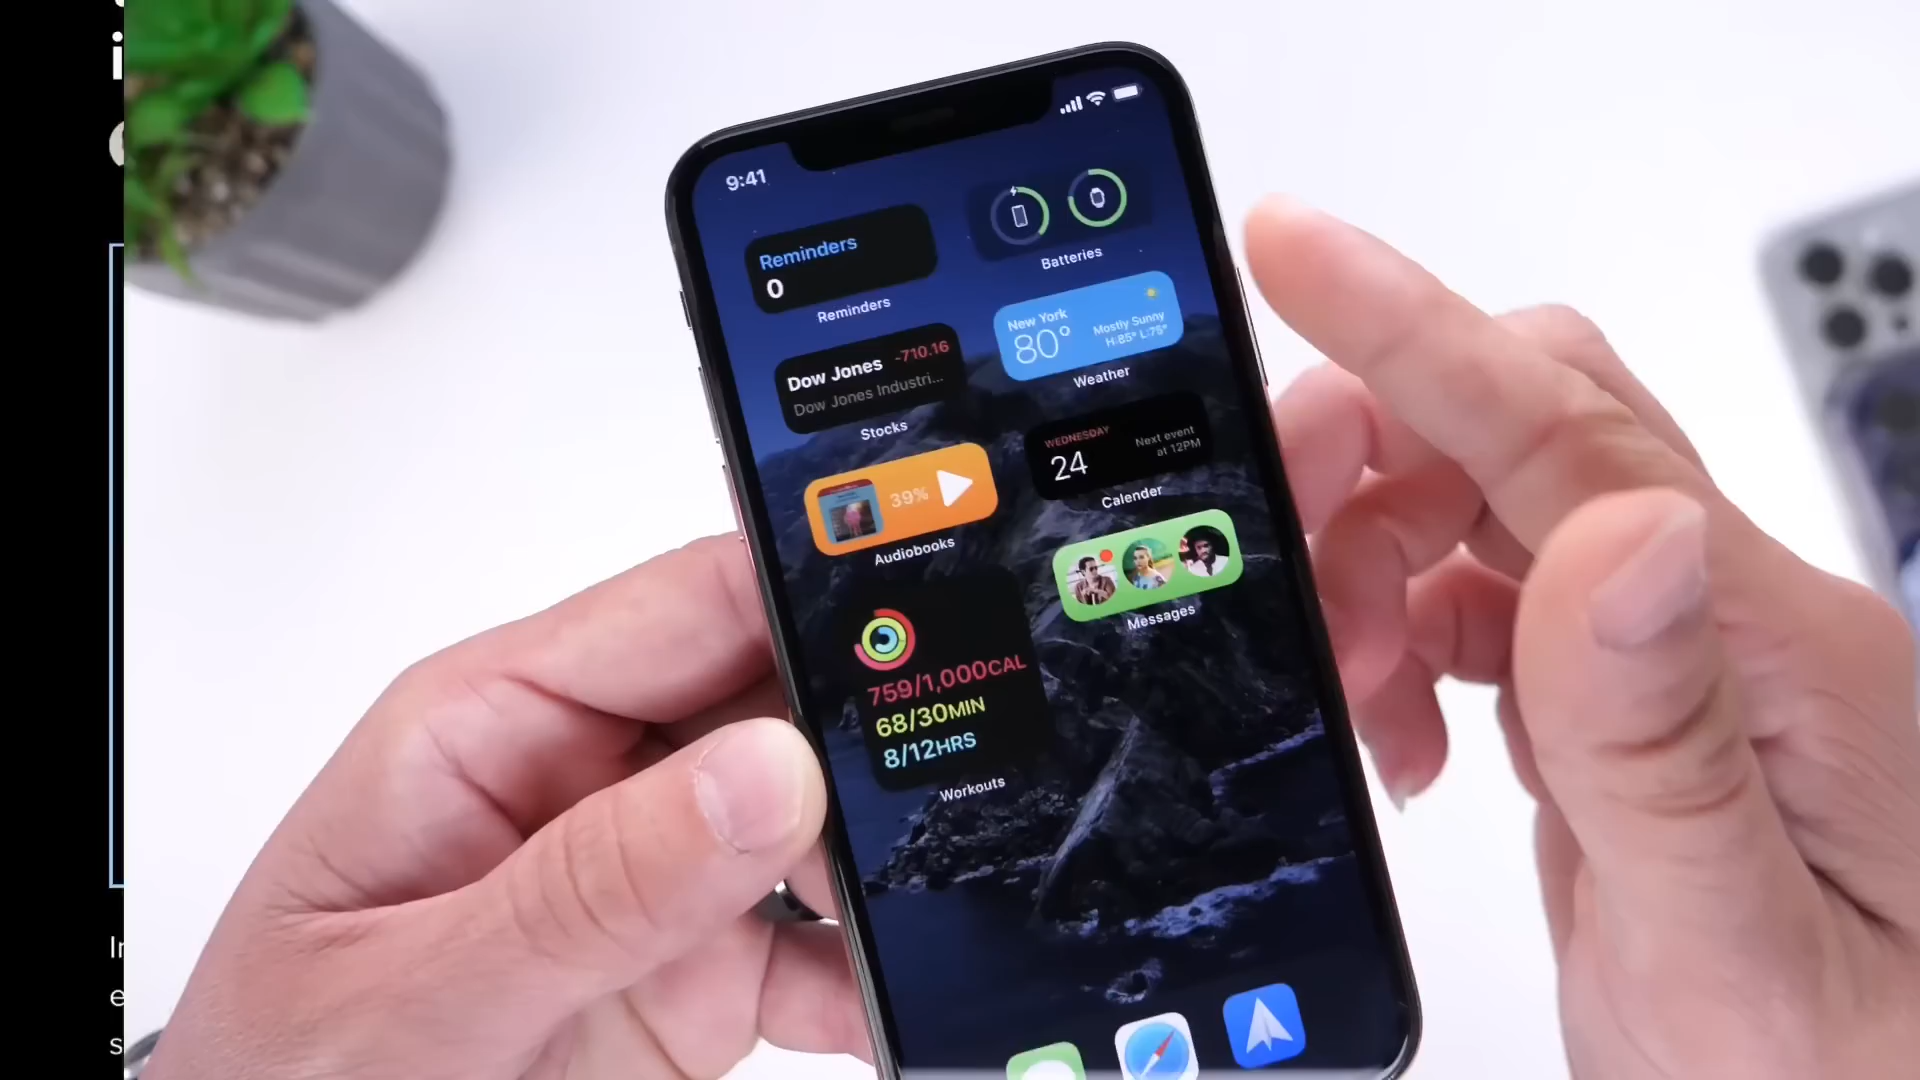 i
In
e
s
9:41
Reminders
0
Reminders
Batteries
Dow Jones -710.16
Dow Jones Industri...
Stocks
New York
80°
Mostly Sunny
H:85° L:75°
Weather
39%
Audiobooks
WEDNESDAY
24
Next event
at 12PM
Calender
Messages
759/1,000CAL
68/30MIN
8/12HRS
Workouts